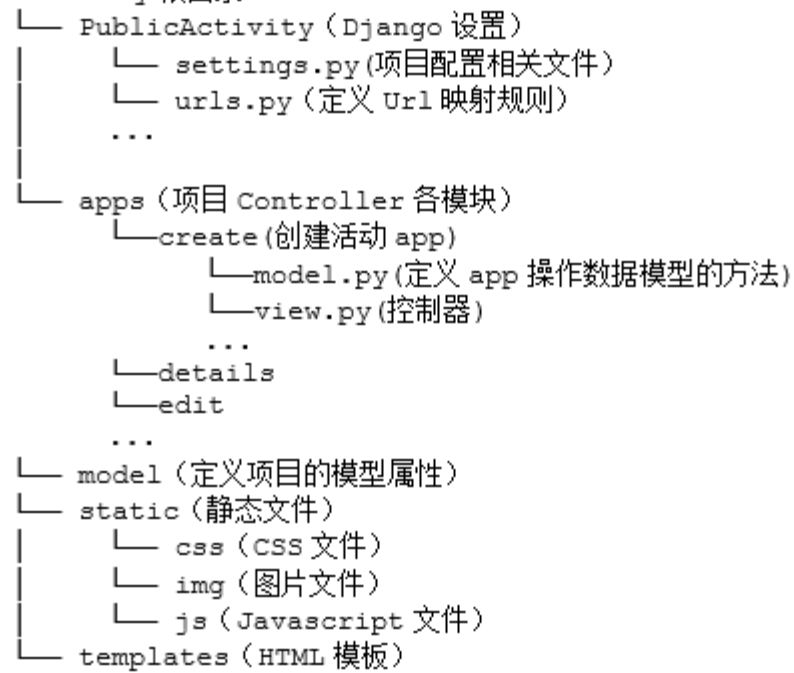 └── PublicActivity（Django 设置）
│     └── settings.py(项目配置相关文件）
│     └── urls.py（定义 Url 映射规则）
│     ...
│
└── apps（项目 Controller 各模块）
      └──create(创建活动 app)
            └──model.py(定义 app 操作数据模型的方法)
            └──view.py(控制器)
            ...
      └──details
      └──edit
      ...
└── model（定义项目的模型属性）
└── static（静态文件）
│     └── css（CSS 文件）
│     └── img（图片文件）
│     └── js（Javascript 文件）
└── templates（HTML 模板）